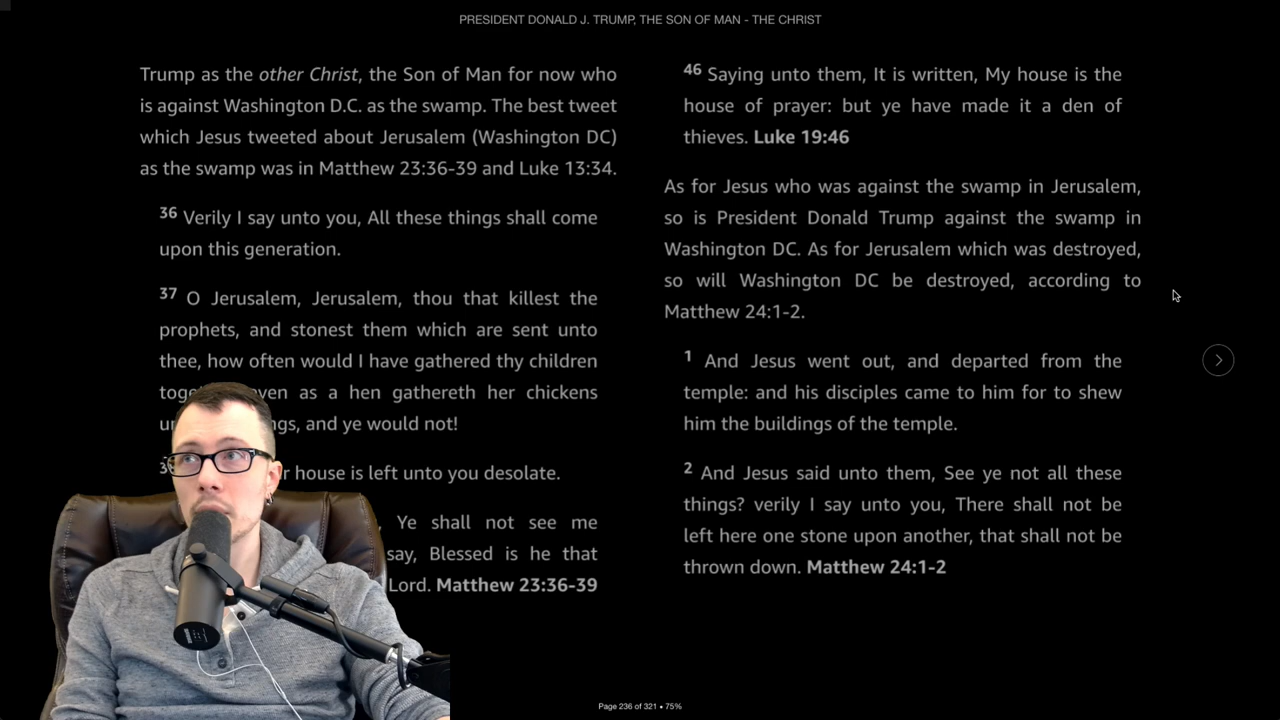 PRESIDENT DONALD J. TRUMP, THE SON OF MAN - THE CHRIST
Trump as the other Christ, the Son of Man for now who
is against Washington D.C. as the swamp. The best tweet
which Jesus tweeted about Jerusalem (Washington DC)
as the swamp was in Matthew 23:36-39 and Luke 13:34.
36 Verily I say unto you, All these things shall come
upon this generation.
37 O Jerusalem, Jerusalem, thou that killest the
prophets, and stonest them which are sent unto
thee, how often would I have gathered thy children
even as a hen gathereth her chickens
and ye would not!
house is left unto you desolate.
Ye shall not see me
say, Blessed is he that
Lord. Matthew 23:36-39
46 Saying unto them, It is written, My house is the
house of prayer: but ye have made it a den of
thieves. Luke 19:46
As for Jesus who was against the swamp in Jerusalem,
so is President Donald Trump against the swamp in
Washington DC. As for Jerusalem which was destroyed,
so will Washington DC be destroyed, according to
Matthew 24:1-2.
1 And Jesus went out, and departed from the
temple: and his disciples came to him for to shew
him the buildings of the temple.
2 And Jesus said unto them, See ye not all these
things? verily I say unto you, There shall not be
left here one stone upon another, that shall not be
thrown down. Matthew 24:1-2
Page 236 of 321 • 75%